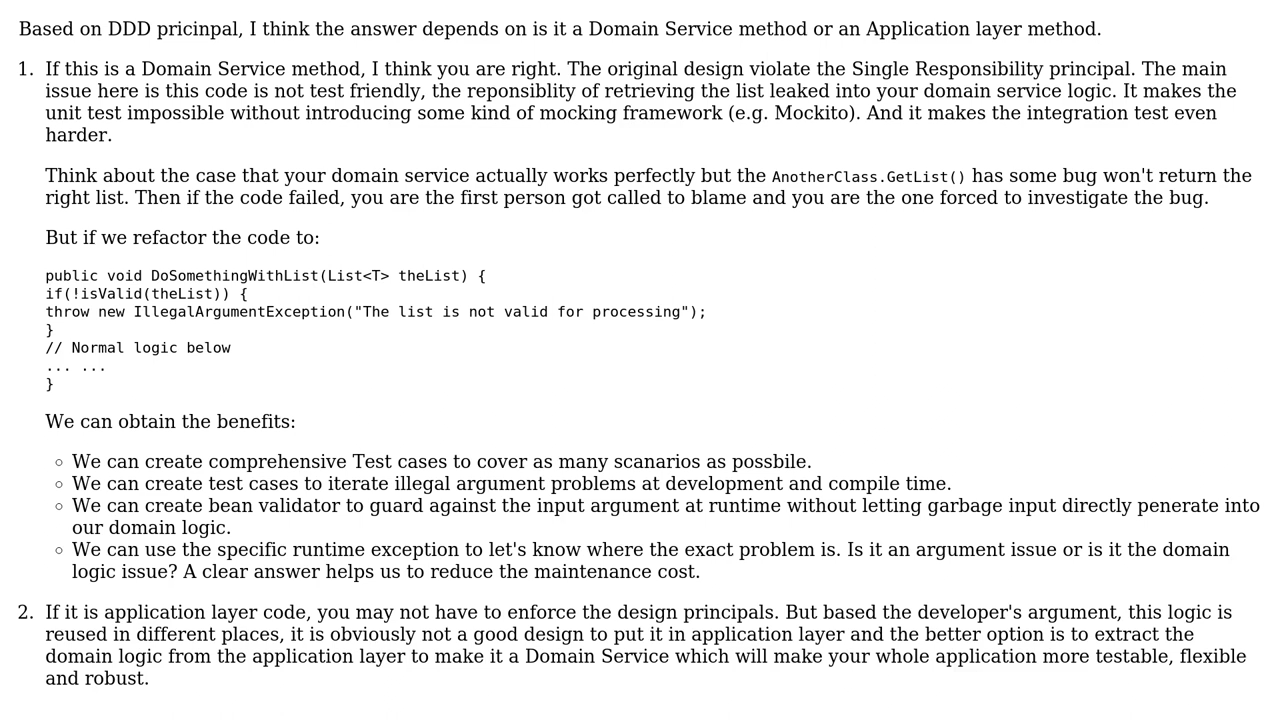 Based on DDD pricinpal, I think the answer depends on is it a Domain Service method or an Application layer method.
1. If this is a Domain Service method, I think you are right. The original design violate the Single Responsibility principal. The main
issue here is this code is not test friendly, the reponsiblity of retrieving the list leaked into your domain service logic. It makes the
unit test impossible without introducing some kind of mocking framework (e.g. Mockito). And it makes the integration test even
harder.
Think about the case that your domain service actually works perfectly but the AnotherClass.GetList() has some bug won't return the
right list. Then if the code failed, you are the first person got called to blame and you are the one forced to investigate the bug.
But if we refactor the code to:
public void DoSomethingWithList(List<T> theList) {
if(!isValid(theList)) {
throw new IllegalArgumentException("The list is not valid for processing");
}
// Normal logic below
... ...
}
We can obtain the benefits:
◦ We can create comprehensive Test cases to cover as many scanarios as possbile.
◦ We can create test cases to iterate illegal argument problems at development and compile time.
◦ We can create bean validator to guard against the input argument at runtime without letting garbage input directly penerate into
our domain logic.
◦ We can use the specific runtime exception to let's know where the exact problem is. Is it an argument issue or is it the domain
logic issue? A clear answer helps us to reduce the maintenance cost.
2. If it is application layer code, you may not have to enforce the design principals. But based the developer's argument, this logic is
reused in different places, it is obviously not a good design to put it in application layer and the better option is to extract the
domain logic from the application layer to make it a Domain Service which will make your whole application more testable, flexible
and robust.